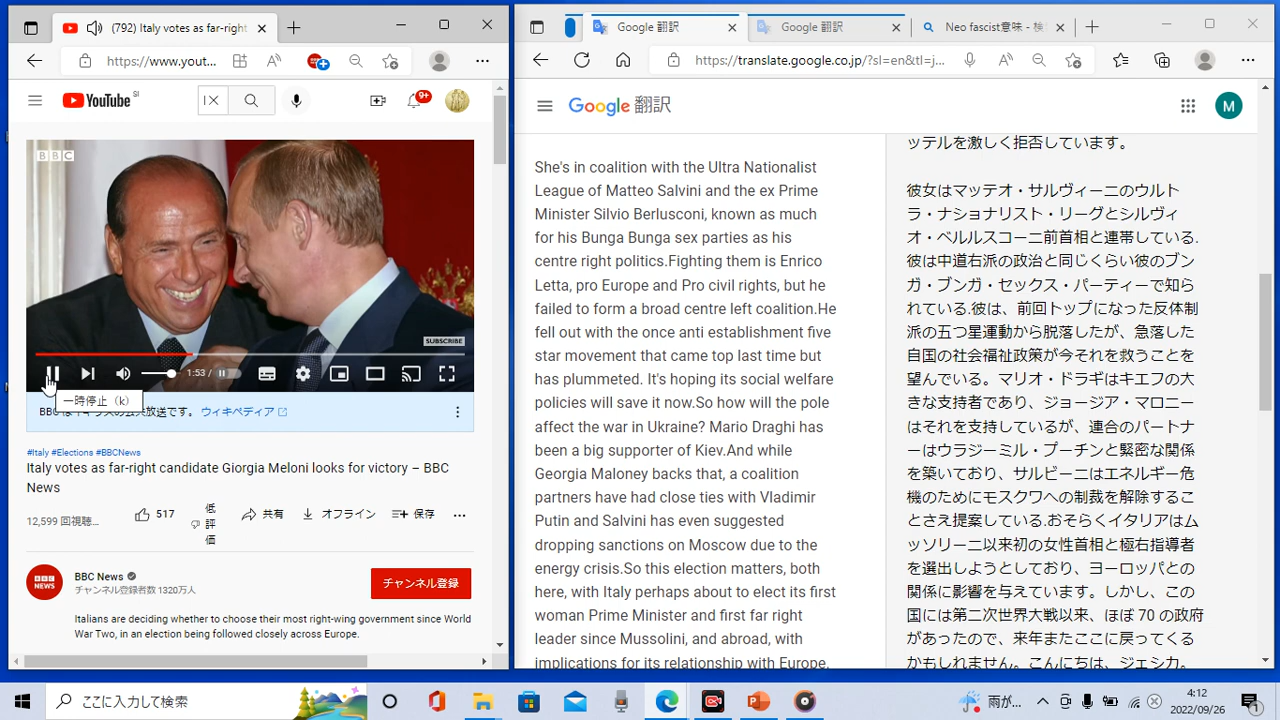 (792) Italy votes as far-right
https://www.yout...
9+
YouTube SI
BBC
SUBSCRIBE
1:53 /
一時停止 (k)
ウィキペディア
#Italy #Elections #BBCNews
Italy votes as far-right candidate Giorgia Meloni looks for victory – BBC
News
12,599 回視聴...
517
低評価
共有
オフライン
保存
BBC NEWS
BBC News
チャンネル登録者数 1320万人
チャンネル登録
Italians are deciding whether to choose their most right-wing government since World
War Two, in an election being followed closely across Europe.
Google 翻訳
Google 翻訳
Neo fascist意味 - 検
https://translate.google.co.jp/?sl=en&tl=j...
Google 翻訳
M
She's in coalition with the Ultra Nationalist
League of Matteo Salvini and the ex Prime
Minister Silvio Berlusconi, known as much
for his Bunga Bunga sex parties as his
centre right politics.Fighting them is Enrico
Letta, pro Europe and Pro civil rights, but he
failed to form a broad centre left coalition.He
fell out with the once anti establishment five
star movement that came top last time but
has plummeted. It's hoping its social welfare
policies will save it now.So how will the pole
affect the war in Ukraine? Mario Draghi has
been a big supporter of Kiev.And while
Georgia Maloney backs that, a coalition
partners have had close ties with Vladimir
Putin and Salvini has even suggested
dropping sanctions on Moscow due to the
energy crisis.So this election matters, both
here, with Italy perhaps about to elect its first
woman Prime Minister and first far right
leader since Mussolini, and abroad, with
implications for its relationship with Europe.
ッテルを激しく拒否しています。
彼女はマッテオ・サルヴィーニのウルト
ラ・ナショナリスト・リーグとシルヴィ
オ・ベルルスコーニ前首相と連帯している.
彼は中道右派の政治と同じくらい彼のブン
ガ・ブンガ・セックス・パーティーで知ら
れている.彼は、前回トップになった反体制
派の五つ星運動から脱落したが、急落した
自国の社会福祉政策が今それを救うことを
望んでいる。マリオ・ドラギはキエフの大
きな支持者であり、ジョージア・マロニー
はそれを支持しているが、連合のパートナ
ーはウラジーミル・プーチンと緊密な関係
を築いており、サルビーニはエネルギー危
機のためにモスクワへの制裁を解除するこ
とさえ提案している.おそらくイタリアはム
ッソリーニ以来初の女性首相と極右指導者
を選出しようとしており、ヨーロッパとの
関係に影響を与えています。しかし、この
国には第二次世界大戦以来、ほぼ 70 の政府
があったので、来年またここに戻ってくる
かもしれません。こんにちは、ジェシカ。
ここに入力して検索
雨が...
4:12
2022/09/26
1